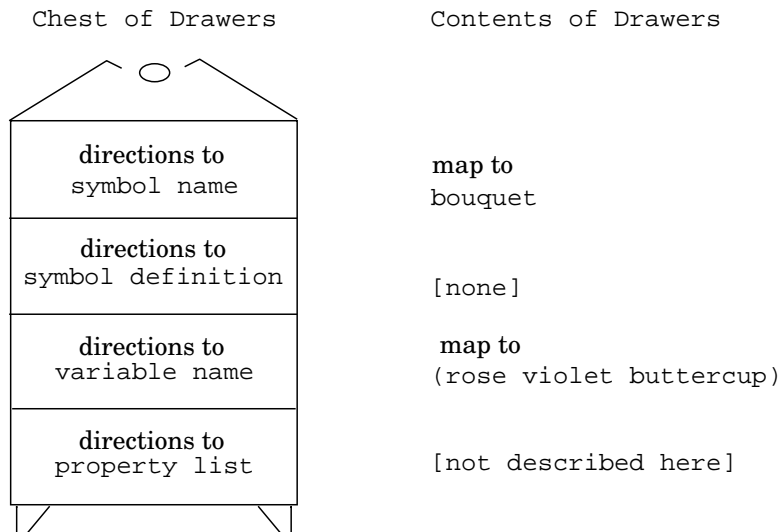 Chest of Drawers
Contents of Drawers
directions to
symbol name
map to
bouquet
directions to
symbol definition
[none]
directions to
variable name
map to
(rose violet buttercup)
directions to
property list
[not described here]